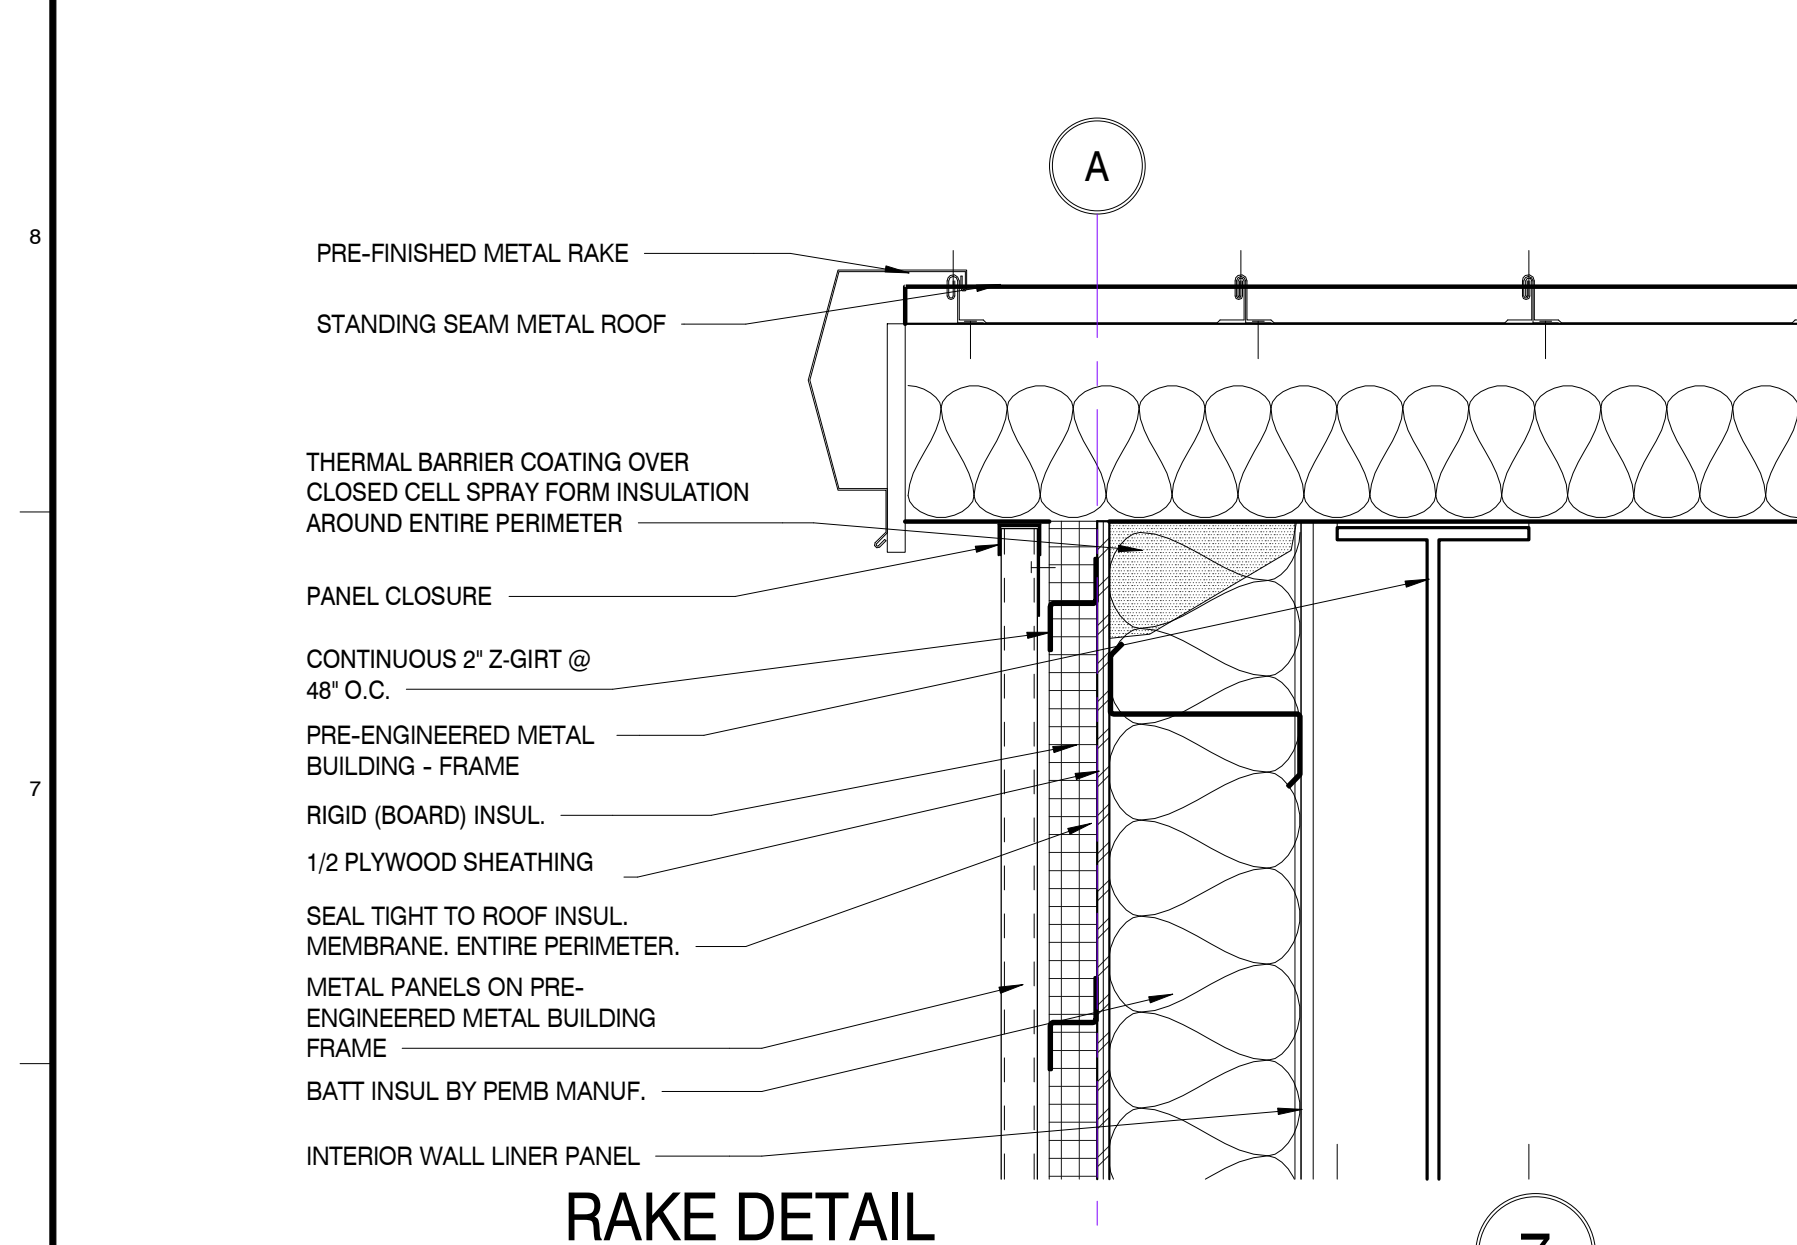 A
8
PRE-FINISHED METAL RAKE
STANDING SEAM METAL ROOF
THERMAL BARRIER COATING OVER
CLOSED CELL SPRAY FORM INSULATION
AROUND ENTIRE PERIMETER
PANEL CLOSURE
CONTINUOUS 2" Z-GIRT @
48" O.C.
PRE-ENGINEERED METAL
BUILDING - FRAME
7
RIGID (BOARD) INSUL.
1/2 PLYWOOD SHEATHING
SEAL TIGHT TO ROOF INSUL.
MEMBRANE. ENTIRE PERIMETER.
METAL PANELS ON PRE-
ENGINEERED METAL BUILDING
FRAME
BATT INSUL BY PEMB MANUF.
INTERIOR WALL LINER PANEL
RAKE DETAIL